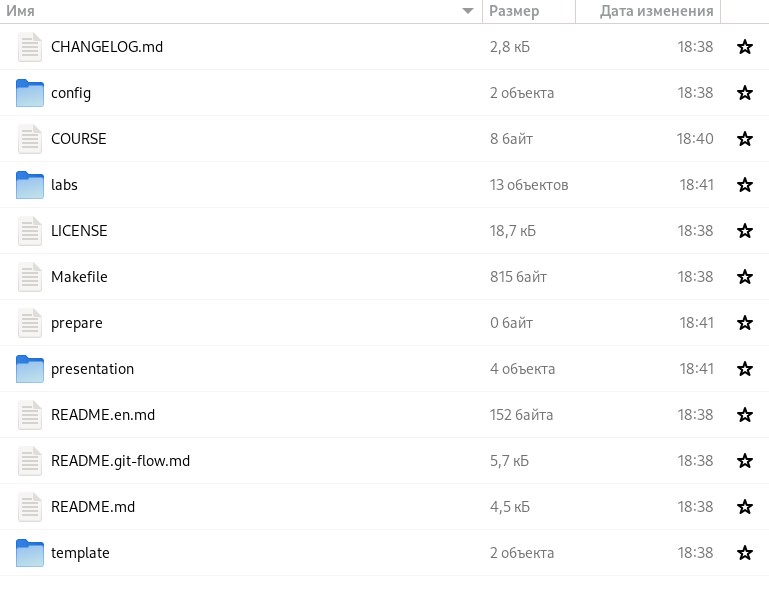 Имя Размер Дата изменения
CHANGELOG.md 2,8 кБ 18:38
config 2 объекта 18:38
COURSE 8 байт 18:40
labs 13 объектов 18:41
LICENSE 18,7 кБ 18:38
Makefile 815 байт 18:38
prepare 0 байт 18:41
presentation 4 объекта 18:41
README.en.md 152 байта 18:38
README.git-flow.md 5,7 кБ 18:38
README.md 4,5 кБ 18:38
template 2 объекта 18:38